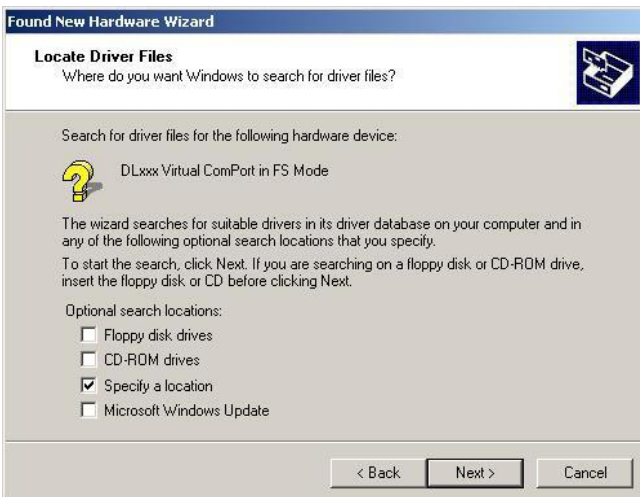 Found New Hardware Wizard
Locate Driver Files
Where do you want Windows to search for driver files?
Search for driver files for the following hardware device:
DLxxx Virtual ComPort in FS Mode
The wizard searches for suitable drivers in its driver database on your computer and in
any of the following optional search locations that you specify.
To start the search, click Next. If you are searching on a floppy disk or CD-ROM drive,
insert the floppy disk or CD before clicking Next.
Optional search locations:
Floppy disk drives
CD-ROM drives
Specify a location
Microsoft Windows Update
< Back Next > Cancel